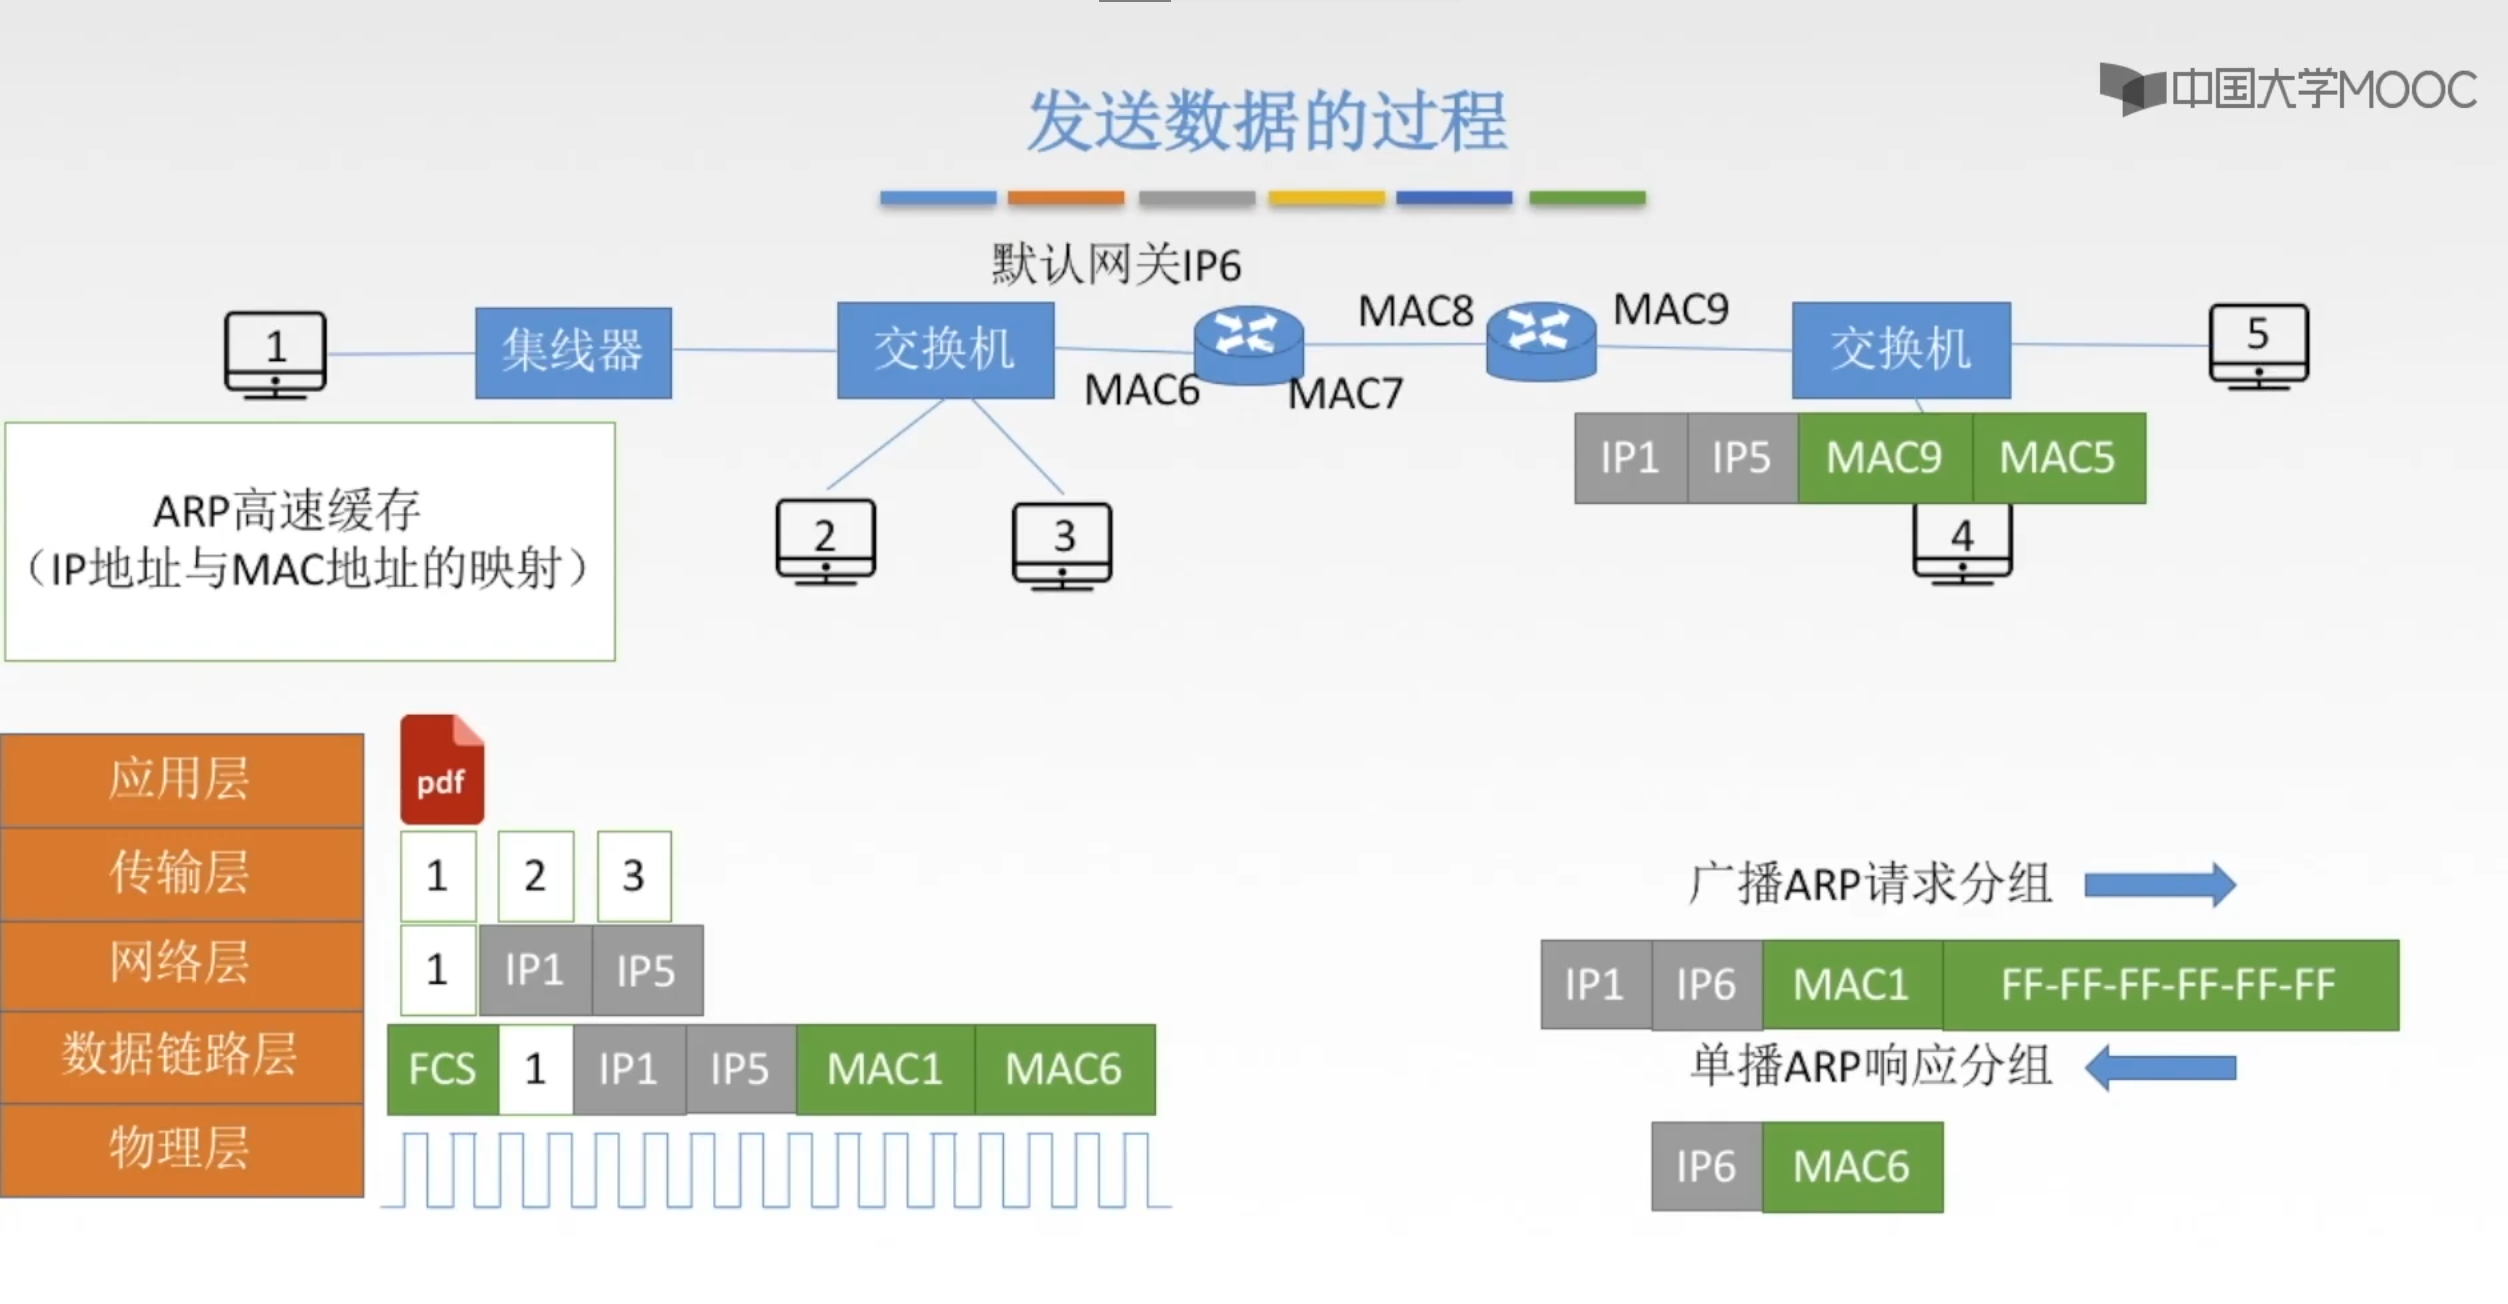 中国大学MOOC
发送数据的过程
默认网关IP6
MAC8
MAC9
1
集线器
交换机
交换机
5
MAC6
MAC7
IP1 IP5 MAC9 MAC5
ARP高速缓存
（IP地址与MAC地址的映射）
2
3
4
应用层
pdf
传输层
1 2 3
网络层
1 IP1 IP5
数据链路层
FCS 1 IP1 IP5 MAC1 MAC6
物理层
广播ARP请求分组
IP1 IP6 MAC1 FF-FF-FF-FF-FF-FF
单播ARP响应分组
IP6 MAC6